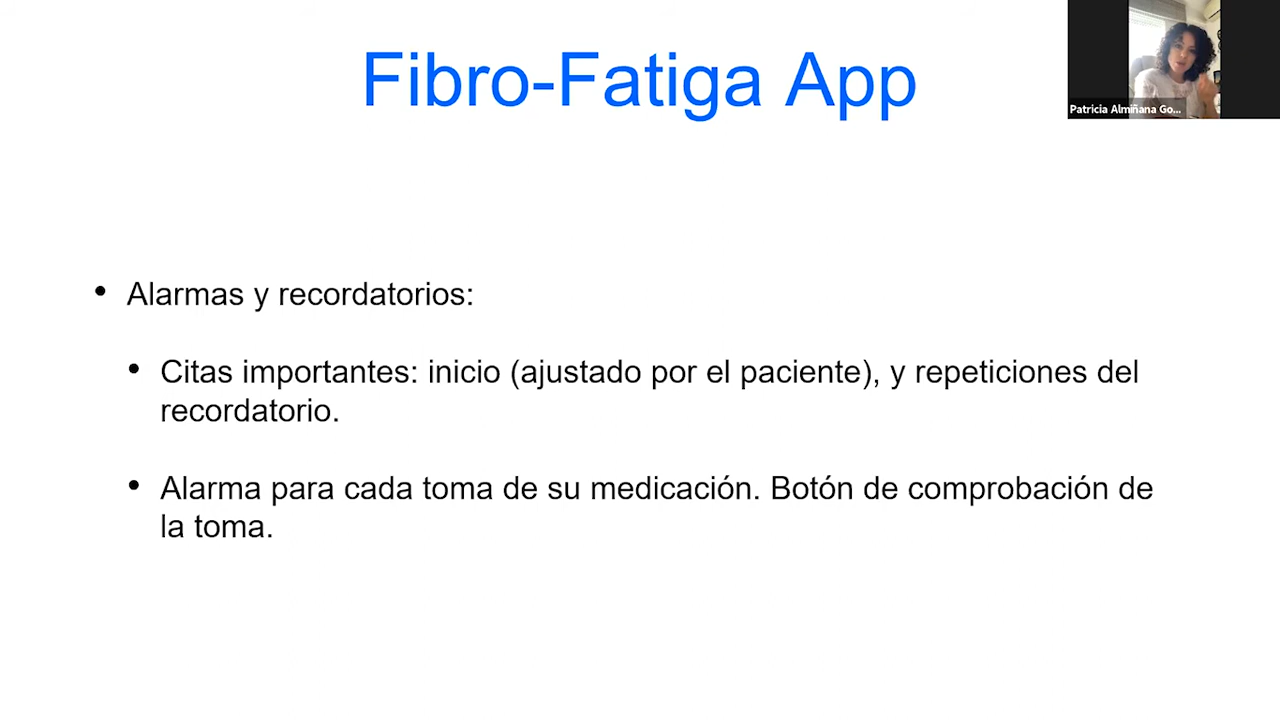 Fibro-Fatiga App
Patricia Almiñana Go...
• Alarmas y recordatorios:
• Citas importantes: inicio (ajustado por el paciente), y repeticiones del
recordatorio.
• Alarma para cada toma de su medicación. Botón de comprobación de
la toma.